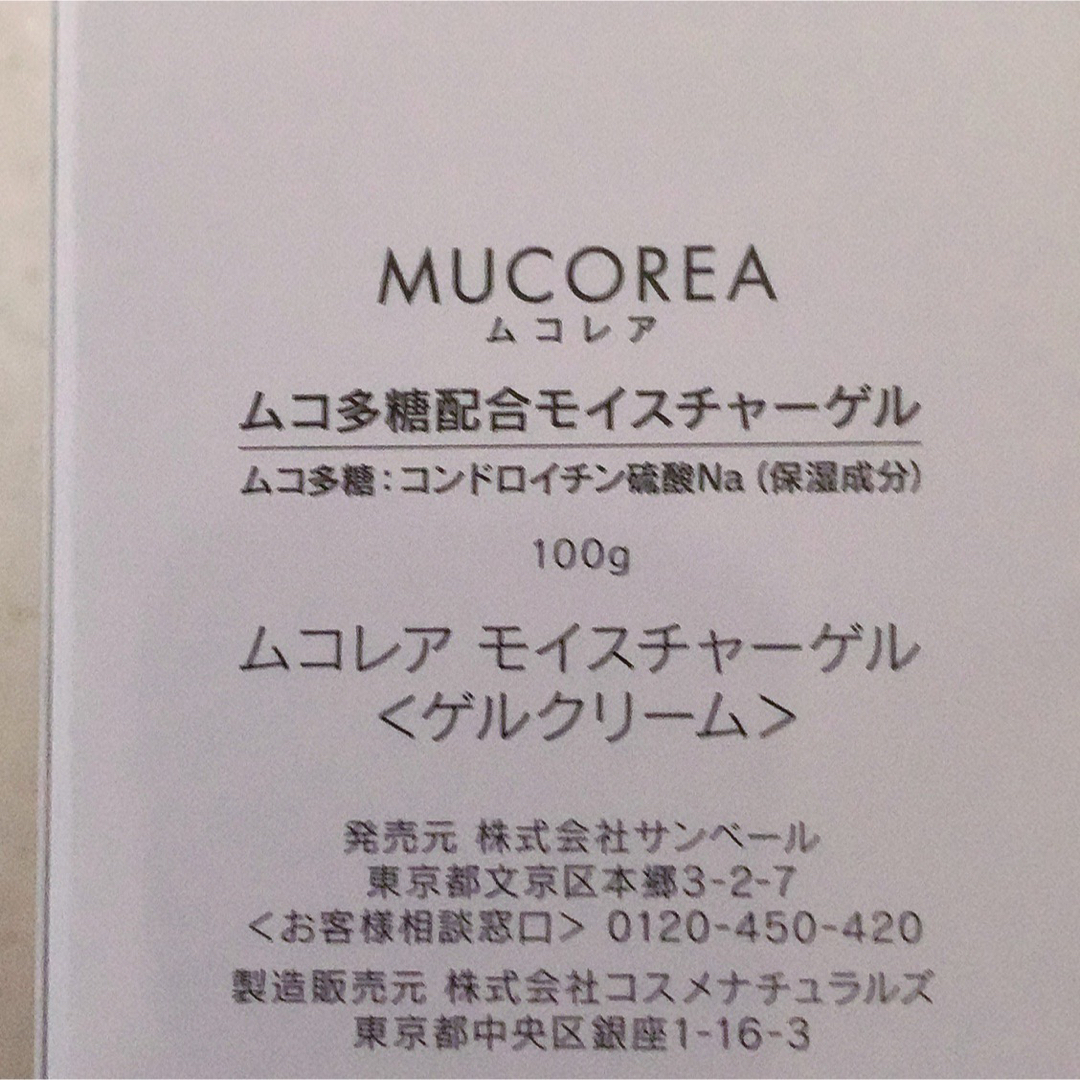 MUCOREA
ムコレア
ムコ多糖配合モイスチャーゲル
ムコ多糖:コンドロイチン硫酸Na(保湿成分)
100g
ムコレア モイスチャーゲル
<ゲルクリーム>
発売元 株式会社サンベール
東京都文京区本郷3-2-7
<お客様相談窓口> 0120-450-420
製造販売元 株式会社コスメナチュラルズ
東京都中央区銀座1-16-3